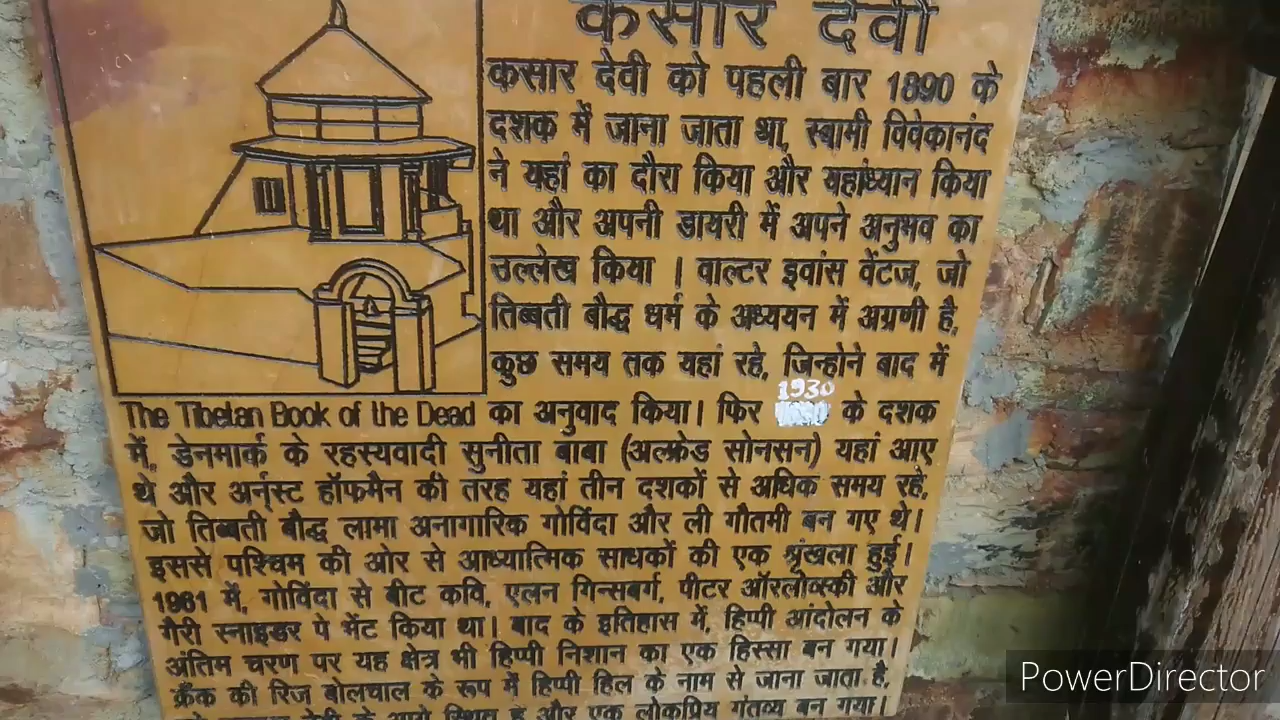 कसार देवी
कसार देवी को पहली बार 1890 के
दशक में जाना जाता था, स्वामी विवेकानंद
ने यहां का दौरा किया और यहांध्यान किया
था और अपनी डायरी में अपने अनुभव का
उल्लेख किया । वाल्टर इवांस वेंटज, जो
तिब्बती बौद्ध धर्म के अध्ययन में अग्रणी है,
कुछ समय तक यहां रहे, जिन्होने बाद में
The Tibetan Book of the Dead का अनुवाद किया। फिर 1930 के दशक
में, डेनमार्क के रहस्यवादी सुनीता बाबा (अल्फ्रेड सोनसन) यहां आए
थे और अर्न्स्ट हॉफमैन की तरह यहां तीन दशकों से अधिक समय रहे,
जो तिब्बती बौद्ध लामा अनागारिक गोविंदा और ली गौतमी बन गए थे।
इससे पश्चिम की ओर से आध्यात्मिक साधकों की एक श्रृंखला हुई।
1961 में, गोविंदा से बीट कवि, एलन गिन्सबर्ग, पीटर ऑरलोव्स्की और
गैरी स्नाइडर पे भेंट किया था। बाद के इतिहास में, हिप्पी आंदोलन के
अंतिम चरण पर यह क्षेत्र भी हिप्पी निशान का एक हिस्सा बन गया।
क्रैंक की रिज बोलचाल के रूप में हिप्पी हिल के नाम से जाना जाता है,
देवी के आगे स्थित है और एक लोकप्रिय गंतव्य बन गया।
PowerDirector